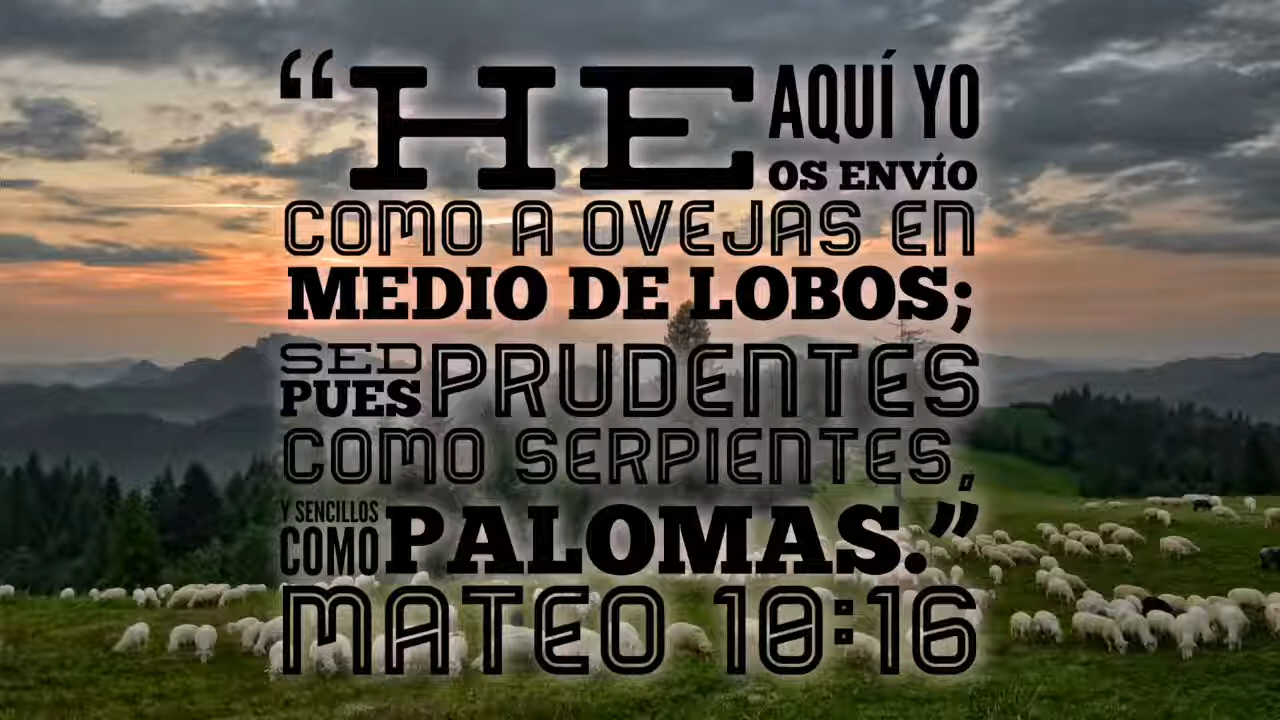 “HE AQUÍ YO
OS ENVÍO
COMO A OVEJAS EN
MEDIO DE LOBOS;
SED
PUES PRUDENTES
COMO SERPIENTES,
Y SENCILLOS
COMO PALOMAS.”
MATEO 10:16